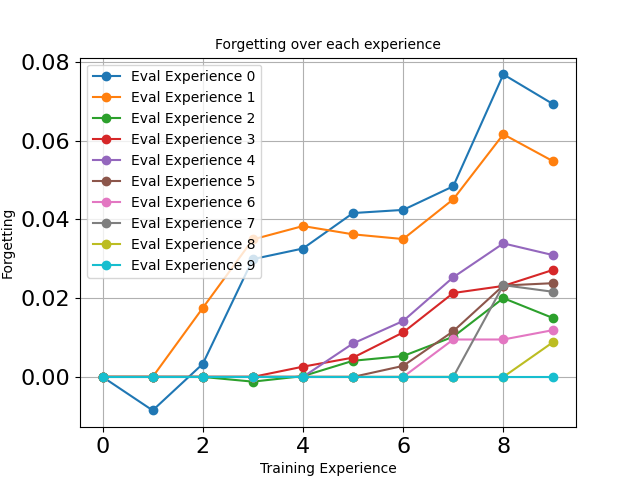 Forgetting over each experience
0.08
0.06
0.04
0.02
0.00
Forgetting
Eval Experience 0
Eval Experience 1
Eval Experience 2
Eval Experience 3
Eval Experience 4
Eval Experience 5
Eval Experience 6
Eval Experience 7
Eval Experience 8
Eval Experience 9
0 2 4 6 8
Training Experience